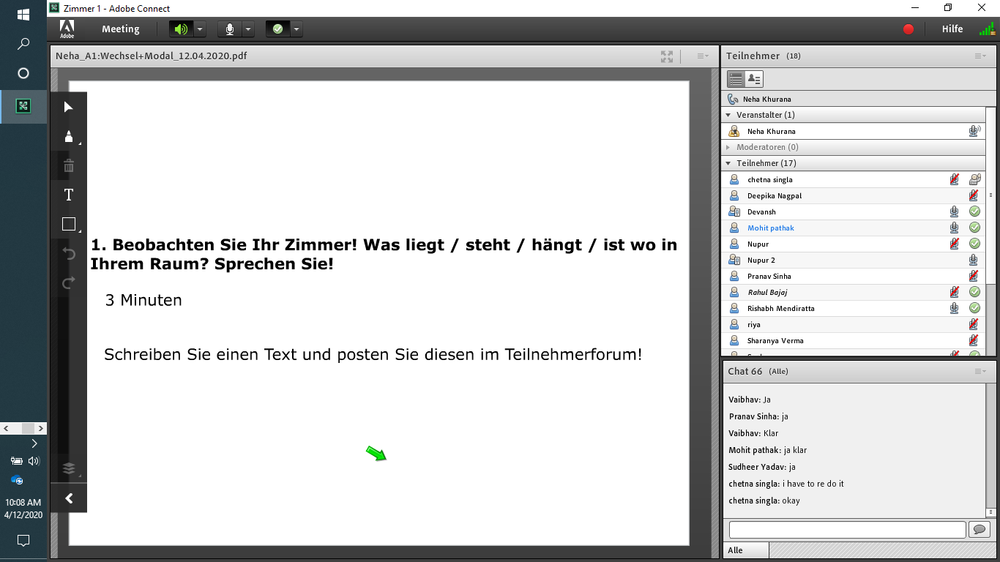 Zimmer 1 - Adobe Connect
Adobe
Meeting
Hilfe
Neha_A1:Wechsel+Modal_12.04.2020.pdf
T
1. Beobachten Sie Ihr Zimmer! Was liegt / steht / hängt / ist wo in
Ihrem Raum? Sprechen Sie!
3 Minuten
Schreiben Sie einen Text und posten Sie diesen im Teilnehmerforum!
Teilnehmer (18)
Neha Khurana
Veranstalter (1)
Neha Khurana
Moderatoren (0)
Teilnehmer (17)
chetna singla
Deepika Nagpal
Devansh
Mohit pathak
Nupur
Nupur 2
Pranav Sinha
Rahul Bajaj
Rishabh Mendiratta
riya
Sharanya Verma
Chat 66 (Alle)
Vaibhav: Ja
Pranav Sinha: ja
Vaibhav: Klar
Mohit pathak: ja klar
Sudheer Yadav: ja
chetna singla: i have to re do it
chetna singla: okay
Alle
10:08 AM
4/12/2020